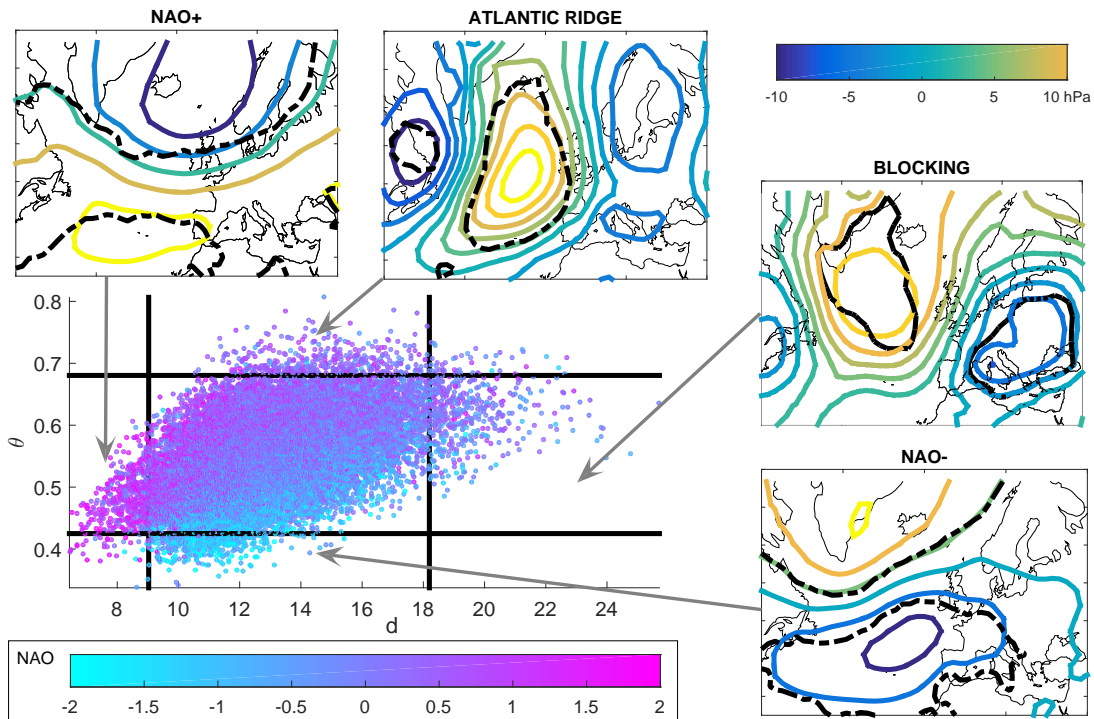 NAO+
ATLANTIC RIDGE
-10 -5 0 5 10 hPa
BLOCKING
0.8
0.7
0.6
0.5
0.4
θ
8 10 12 14 16 18 20 22 24
d
NAO-
NAO
-2 -1.5 -1 -0.5 0 0.5 1 1.5 2